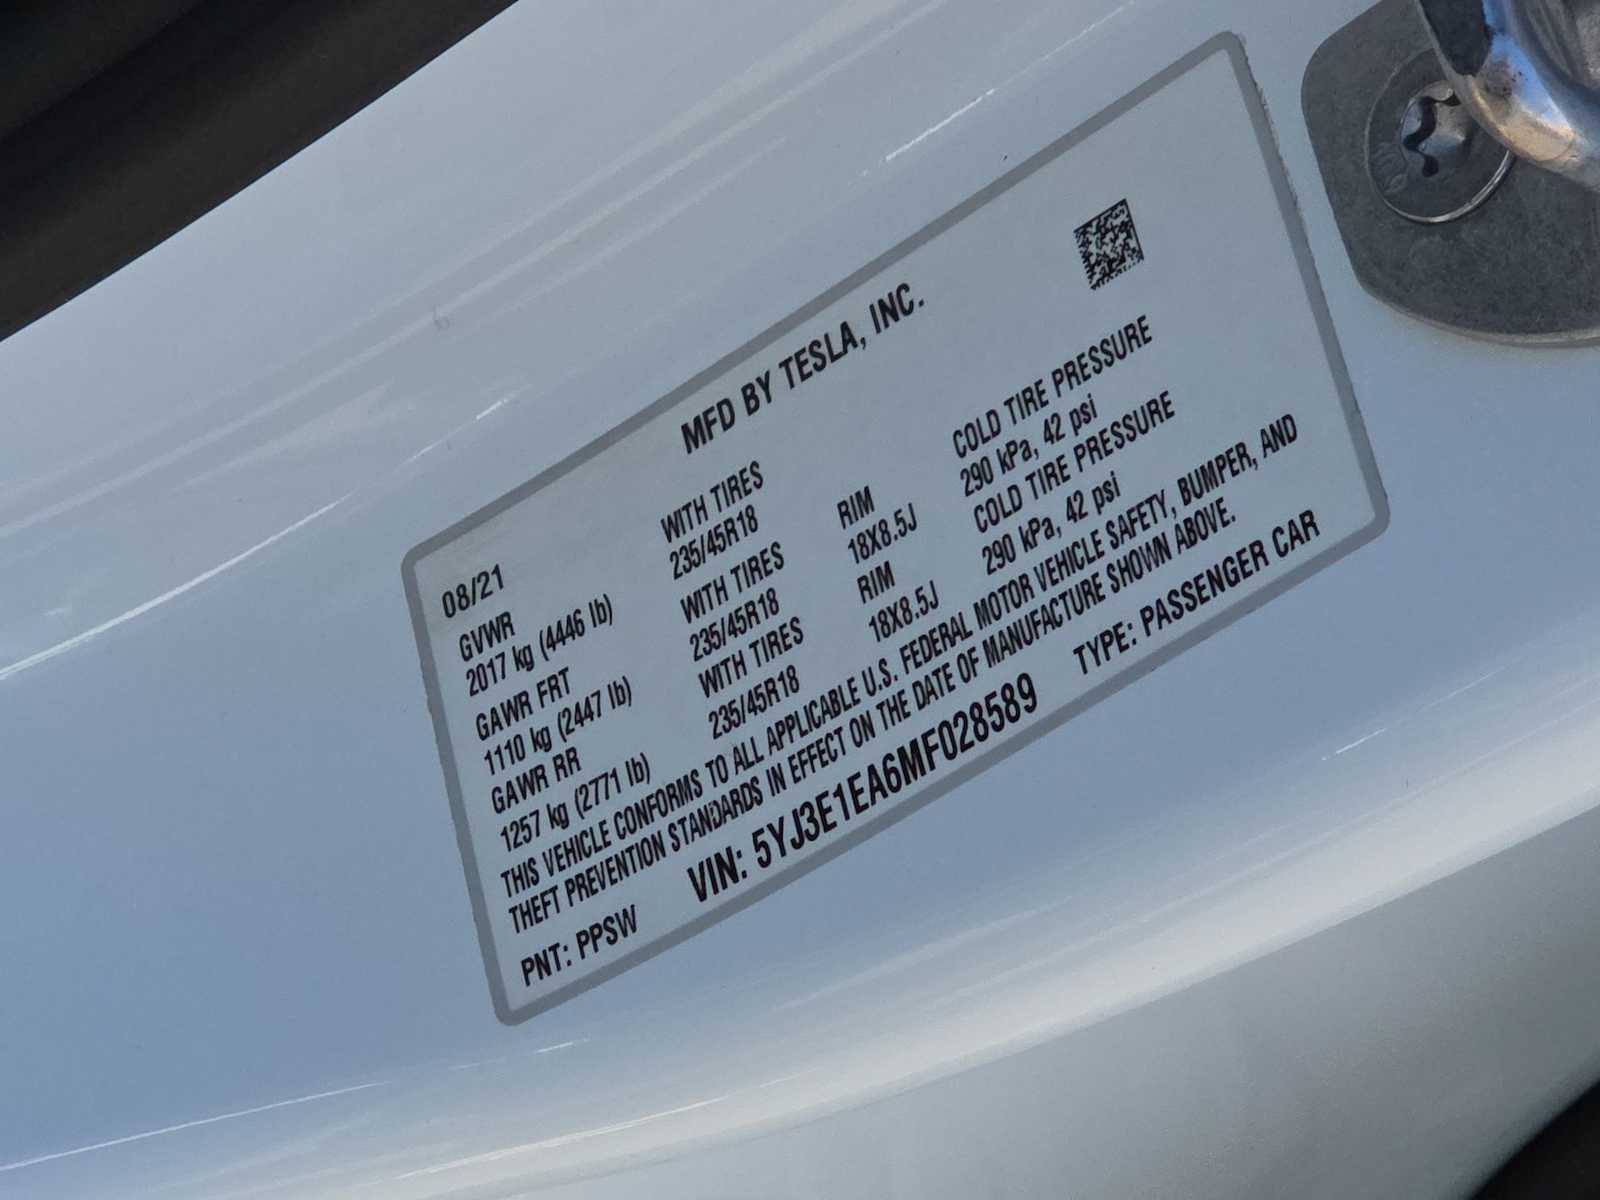 MFD BY TESLA, INC.
08/21
GVWR WITH TIRES RIM COLD TIRE PRESSURE
2017 kg (4446 lb) 235/45R18 18X8.5J 290 kPa, 42 psi
GAWR FRT WITH TIRES RIM COLD TIRE PRESSURE
1110 kg (2447 lb) 235/45R18 18X8.5J 290 kPa, 42 psi
GAWR RR WITH TIRES
1257 kg (2771 lb) 235/45R18
THIS VEHICLE CONFORMS TO ALL APPLICABLE U.S. FEDERAL MOTOR VEHICLE SAFETY, BUMPER, AND
THEFT PREVENTION STANDARDS IN EFFECT ON THE DATE OF MANUFACTURE SHOWN ABOVE.
PNT: PPSW VIN: 5YJ3E1EA6MF028589 TYPE: PASSENGER CAR